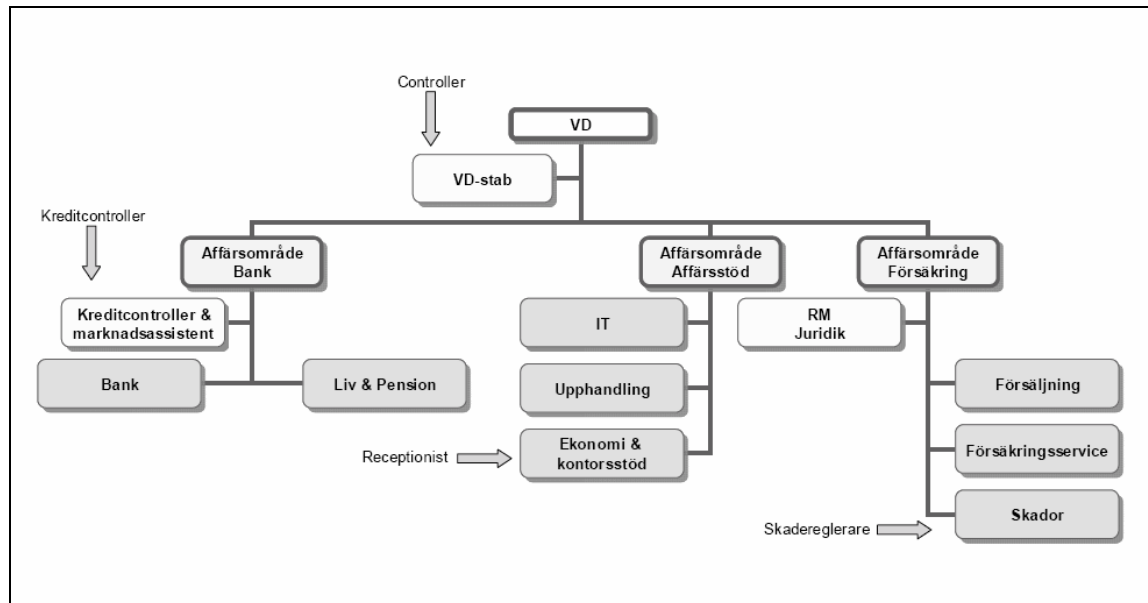 Controller
VD
VD-stab
Kreditcontroller
Affärsområde
Bank
Affärsområde
Affärsstöd
Affärsområde
Försäkring
Kreditcontroller &
marknadsassistent
IT
RM
Juridik
Bank
Liv & Pension
Upphandling
Försäljning
Receptionist
Ekonomi &
kontorsstöd
Försäkringsservice
Skadereglerare
Skador